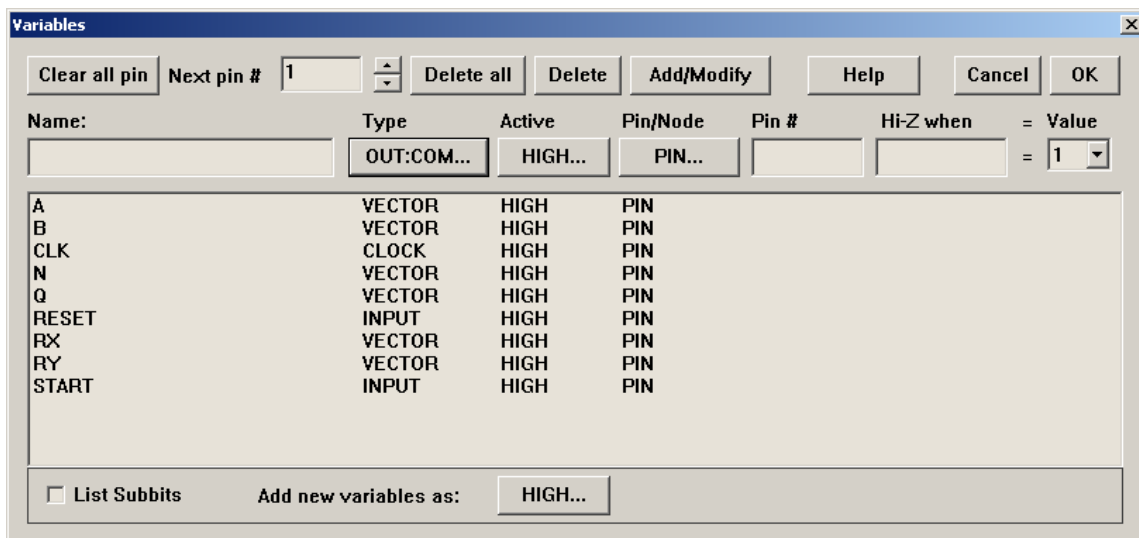 Variables
Clear all pin Next pin # 1 Delete all Delete Add/Modify Help Cancel OK
Name: Type Active Pin/Node Pin # Hi-Z when = Value
OUT:COM... HIGH... PIN... = 1
A VECTOR HIGH PIN
B VECTOR HIGH PIN
CLK CLOCK HIGH PIN
N VECTOR HIGH PIN
Q VECTOR HIGH PIN
RESET INPUT HIGH PIN
RX VECTOR HIGH PIN
RY VECTOR HIGH PIN
START INPUT HIGH PIN
List Subbits Add new variables as: HIGH...